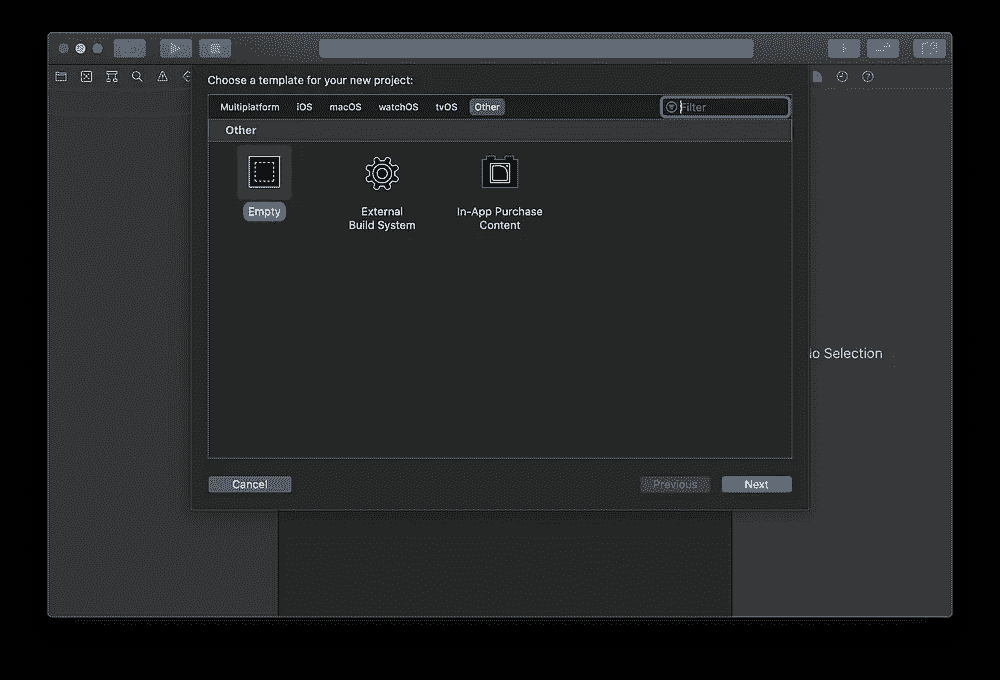 Choose a template for your new project:
Multiplatform iOS macOS watchOS tvOS Other
Filter
Other
Empty
External
Build System
In-App Purchase
Content
o Selection
Cancel
Previous
Next